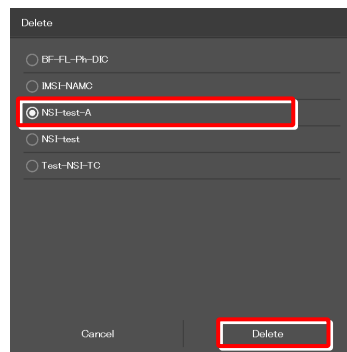 Delete
BF-FL-Ph-DIC
IMSI-NAMC
NSI-test-A
NSI-test
Test-NSI-TC
Cancel
Delete